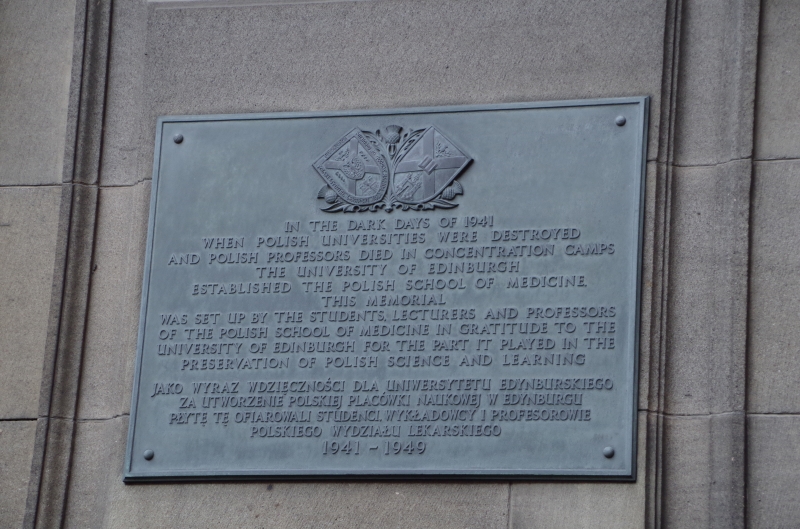 IN THE DARK DAYS OF 1941
WHEN POLISH UNIVERSITIES WERE DESTROYED
AND POLISH PROFESSORS DIED IN CONCENTRATION CAMPS
THE UNIVERSITY OF EDINBURGH
ESTABLISHED THE POLISH SCHOOL OF MEDICINE.
THIS MEMORIAL
WAS SET UP BY THE STUDENTS, LECTURERS AND PROFESSORS
OF THE POLISH SCHOOL OF MEDICINE IN GRATITUDE TO THE
UNIVERSITY OF EDINBURGH FOR THE PART IT PLAYED IN THE
PRESERVATION OF POLISH SCIENCE AND LEARNING
JAKO WYRAZ WDZIĘCZNOŚCI DLA UNIWERSYTETU EDYNBURSKIEGO
ZA UTWORZENIE POLSKIEJ PLACÓWKI NAUKOWEJ W EDYNBURGU
PŁYTĘ TĘ OFIAROWALI STUDENCI, WYKŁADOWCY I PROFESOROWIE
POLSKIEGO WYDZIAŁU LEKARSKIEGO
1941 – 1949